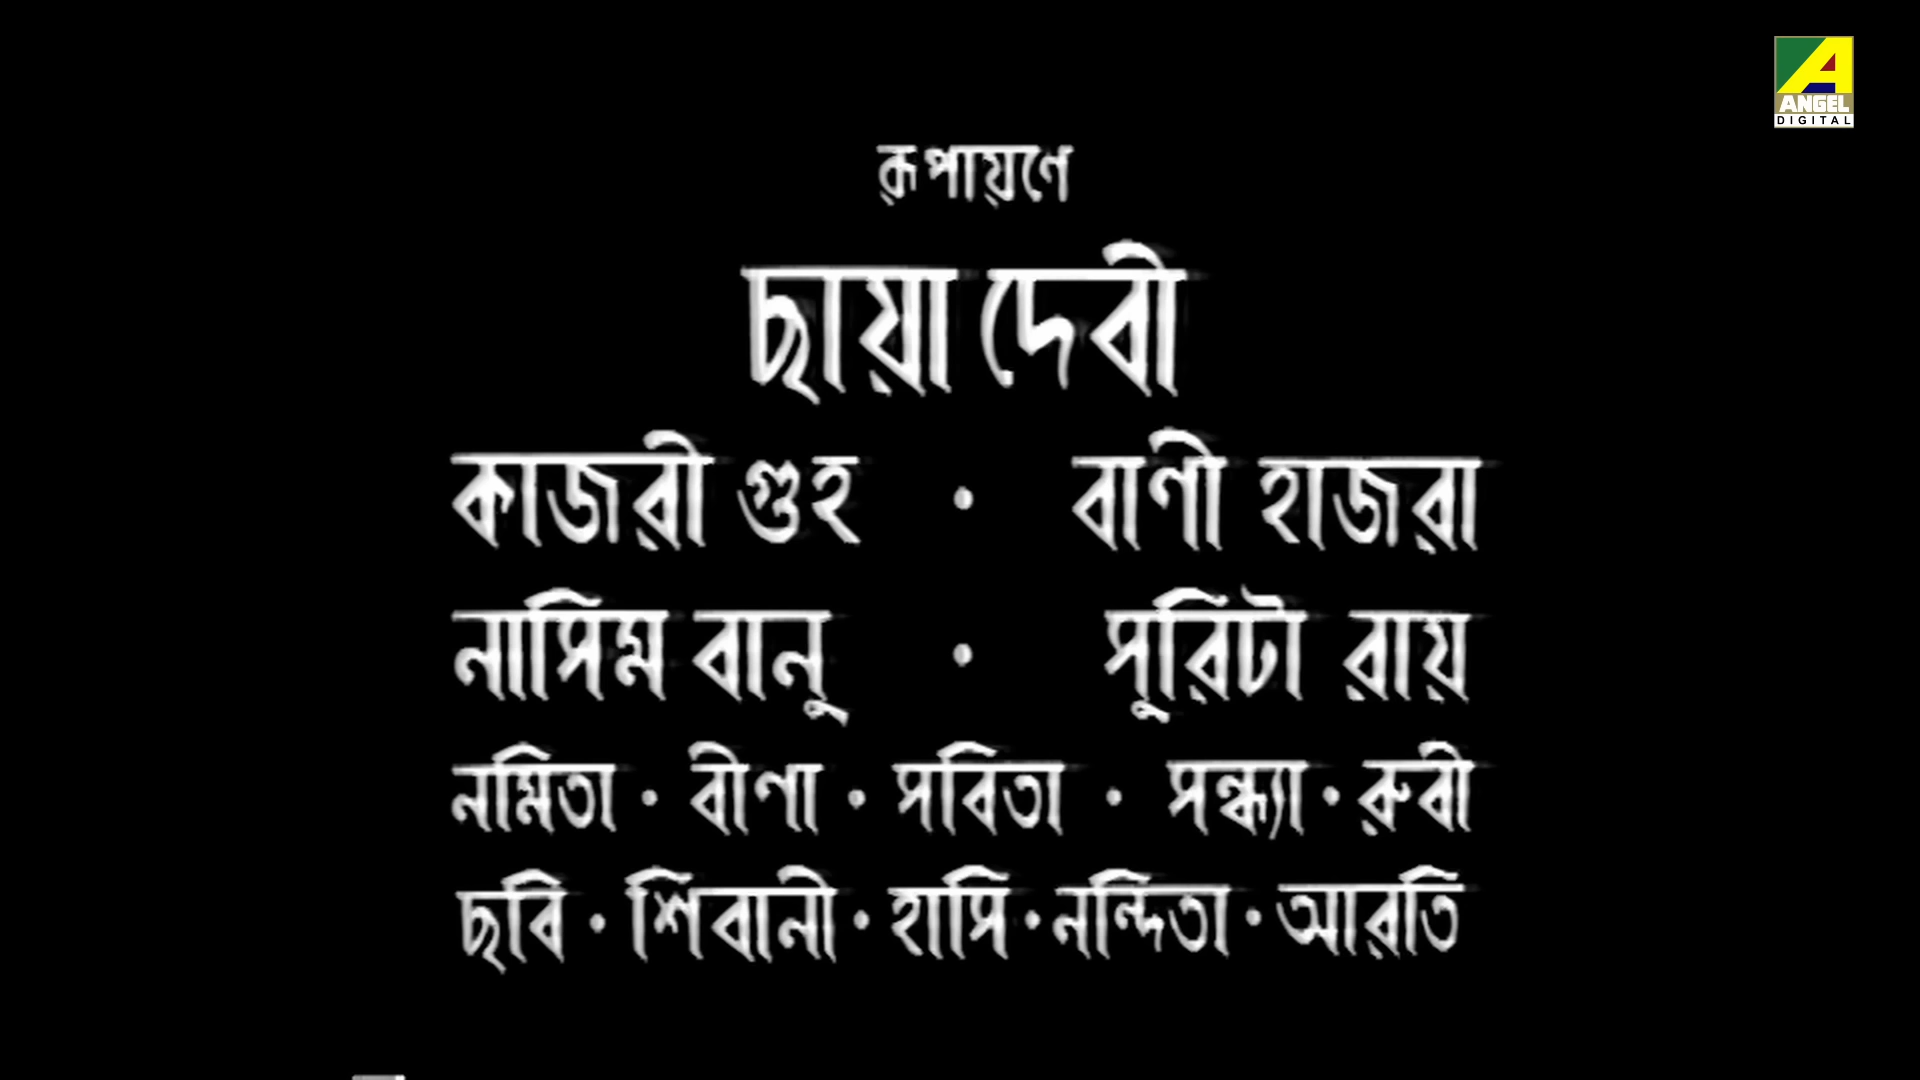 ANGEL
DIGITAL
রূপায়ণে
ছায়া দেবী
কাজরী গুহ • বাণী হাজরা
নাসিম বানু • সুরিটা রায়
নমিতা • বীণা • সবিতা • সন্ধ্যা • রুবী
ছবি • শিবানী • হাসি • নন্দিতা • আরতি